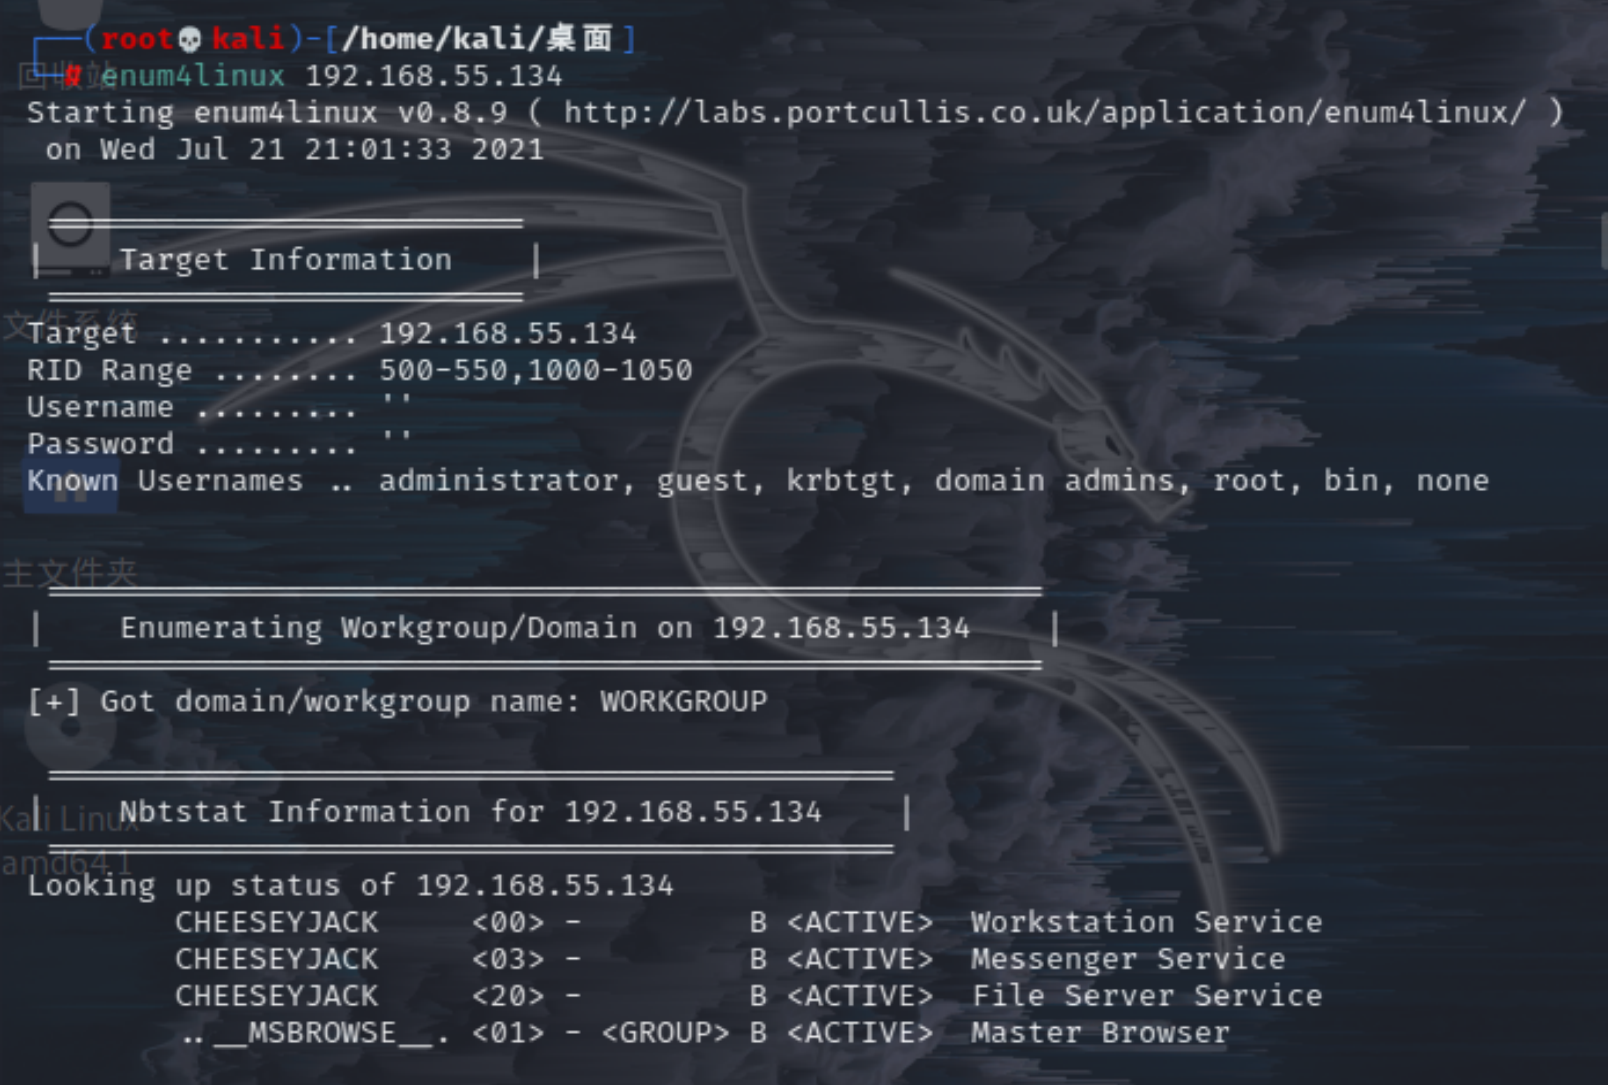 (root💀kali)-[/home/kali/桌面]
# enum4linux 192.168.55.134
Starting enum4linux v0.8.9 ( http://labs.portcullis.co.uk/application/enum4linux/ )
on Wed Jul 21 21:01:33 2021
回收站
| Target Information |
文件系统
Target ........... 192.168.55.134
RID Range ........ 500-550,1000-1050
Username ......... ''
Password ......... ''
Known Usernames .. administrator, guest, krbtgt, domain admins, root, bin, none
主文件夹
| Enumerating Workgroup/Domain on 192.168.55.134 |
[+] Got domain/workgroup name: WORKGROUP
| Nbtstat Information for 192.168.55.134 |
Kali Linux
amd64 1
Looking up status of 192.168.55.134
CHEESEYJACK <00> - B <ACTIVE> Workstation Service
CHEESEYJACK <03> - B <ACTIVE> Messenger Service
CHEESEYJACK <20> - B <ACTIVE> File Server Service
..__MSBROWSE__. <01> - <GROUP> B <ACTIVE> Master Browser